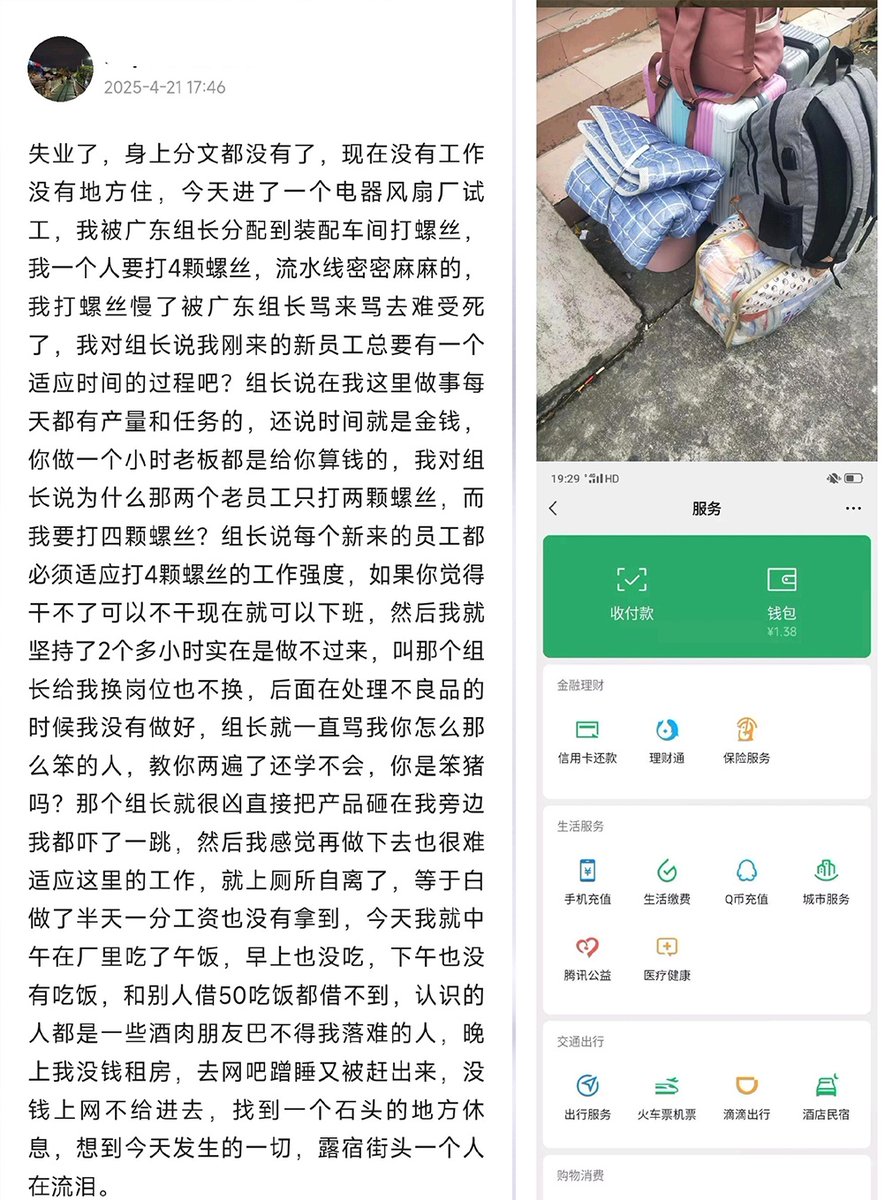 2025-4-21 17:46
失业了，身上分文都没有了，现在没有工作
没有地方住，今天进了一个电器风扇厂试
工，我被广东组长分配到装配车间打螺丝，
我一个人要打4颗螺丝，流水线密密麻麻的，
我打螺丝慢了被广东组长骂来骂去难受死
了，我对组长说我刚来的新员工总要有一个
适应时间的过程吧？组长说在我这里做事每
天都有产量和任务的，还说时间就是金钱，
你做一个小时老板都是给你算钱的，我对组
长说为什么那两个老员工只打两颗螺丝，而
我要打四颗螺丝？组长说每个新来的员工都
必须适应打4颗螺丝的工作强度，如果你觉得
干不了可以不干现在就可以下班，然后我就
坚持了2个多小时实在是做不过来，叫那个组
长给我换岗位也不换，后面在处理不良品的
时候我没有做好，组长就一直骂我你怎么那
么笨的人，教你两遍了还学不会，你是笨猪
吗？那个组长就很凶直接把产品砸在我旁边
我都吓了一跳，然后我感觉再做下去也很难
适应这里的工作，就上厕所自离了，等于白
做了半天一分工资也没有拿到，今天我就中
午在厂里吃了午饭，早上也没吃，下午也没
有吃饭，和别人借50吃饭都借不到，认识的
人都是一些酒肉朋友巴不得我落难的人，晚
上我没钱租房，去网吧蹭睡又被赶出来，没
钱上网不给进去，找到一个石头的地方休
息，想到今天发生的一切，露宿街头一个人
在流泪。
19:29 HD
服务
收付款 钱包
¥1.38
金融理财
信用卡还款 理财通 保险服务
生活服务
手机充值 生活缴费 Q币充值 城市服务
腾讯公益 医疗健康
交通出行
出行服务 火车票机票 滴滴出行 酒店民宿
购物消费